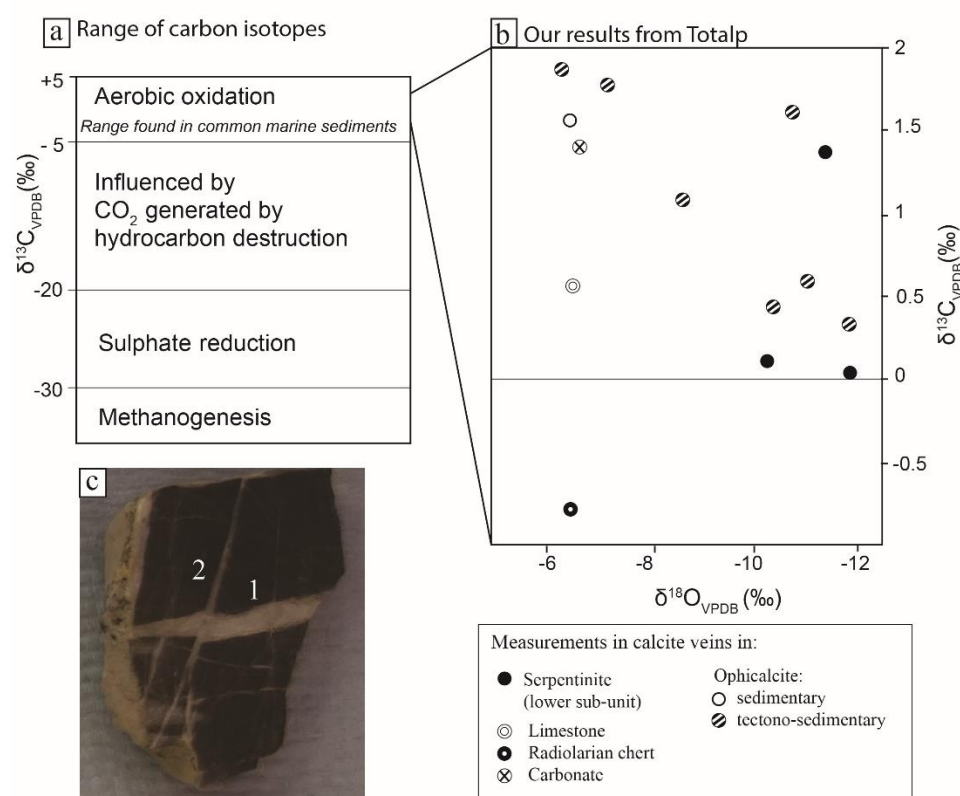 a Range of carbon isotopes
+5
Aerobic oxidation
Range found in common marine sediments
- 5
Influenced by
CO₂ generated by
hydrocarbon destruction
-20
Sulphate reduction
-30
Methanogenesis
δ¹³C_VPDB(‰)
b Our results from Totalp
2
1.5
1
0.5
0
-0.5
δ¹³C_VPDB(‰)
-6 -8 -10 -12
δ¹⁸O_VPDB (‰)
c
2
1
Measurements in calcite veins in:
Serpentinite
(lower sub-unit)
Limestone
Radiolarian chert
Carbonate
Ophicalcite:
sedimentary
tectono-sedimentary